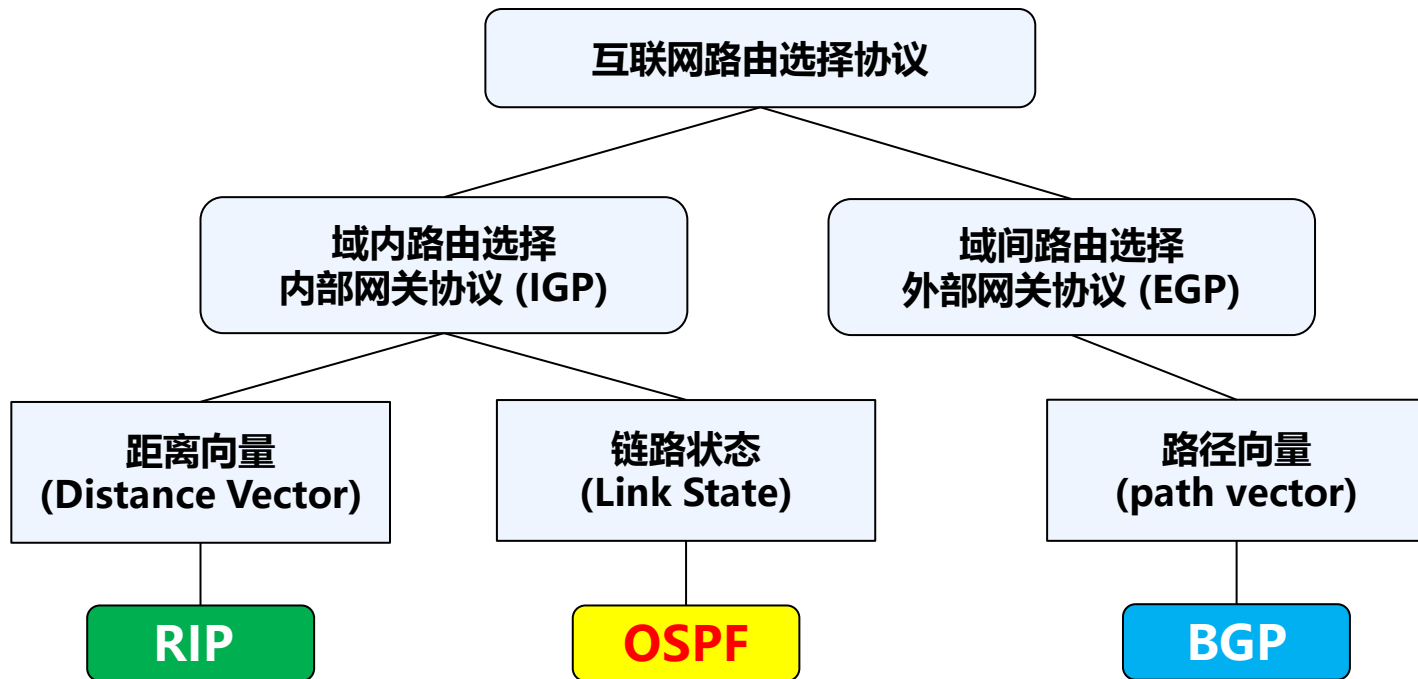 互联网路由选择协议
域内路由选择
内部网关协议 (IGP)
域间路由选择
外部网关协议 (EGP)
距离向量
(Distance Vector)
链路状态
(Link State)
路径向量
(path vector)
RIP
OSPF
BGP